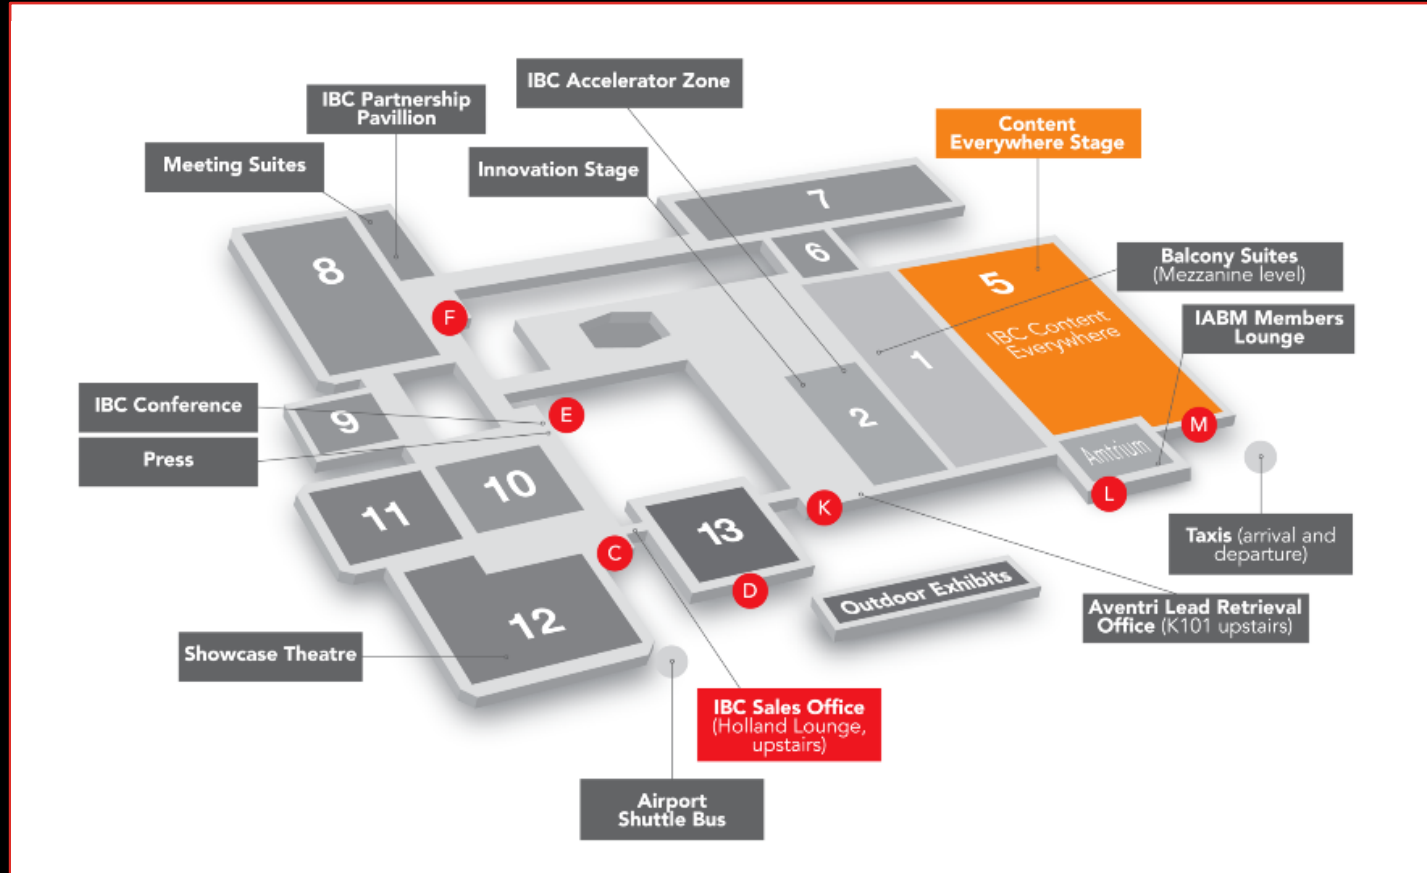 IBC Accelerator Zone
IBC Partnership
Pavillion
Content
Everywhere Stage
Meeting Suites
Innovation Stage
7
6
8
5
IBC Content
Everywhere
Balcony Suites
(Mezzanine level)
IABM Members
Lounge
F
1
2
IBC Conference
Press
9
E
M
Amtrium
L
10
11
K
13
C
D
Taxis (arrival and
departure)
Outdoor Exhibits
Aventri Lead Retrieval
Office (K101 upstairs)
12
Showcase Theatre
IBC Sales Office
(Holland Lounge,
upstairs)
Airport
Shuttle Bus